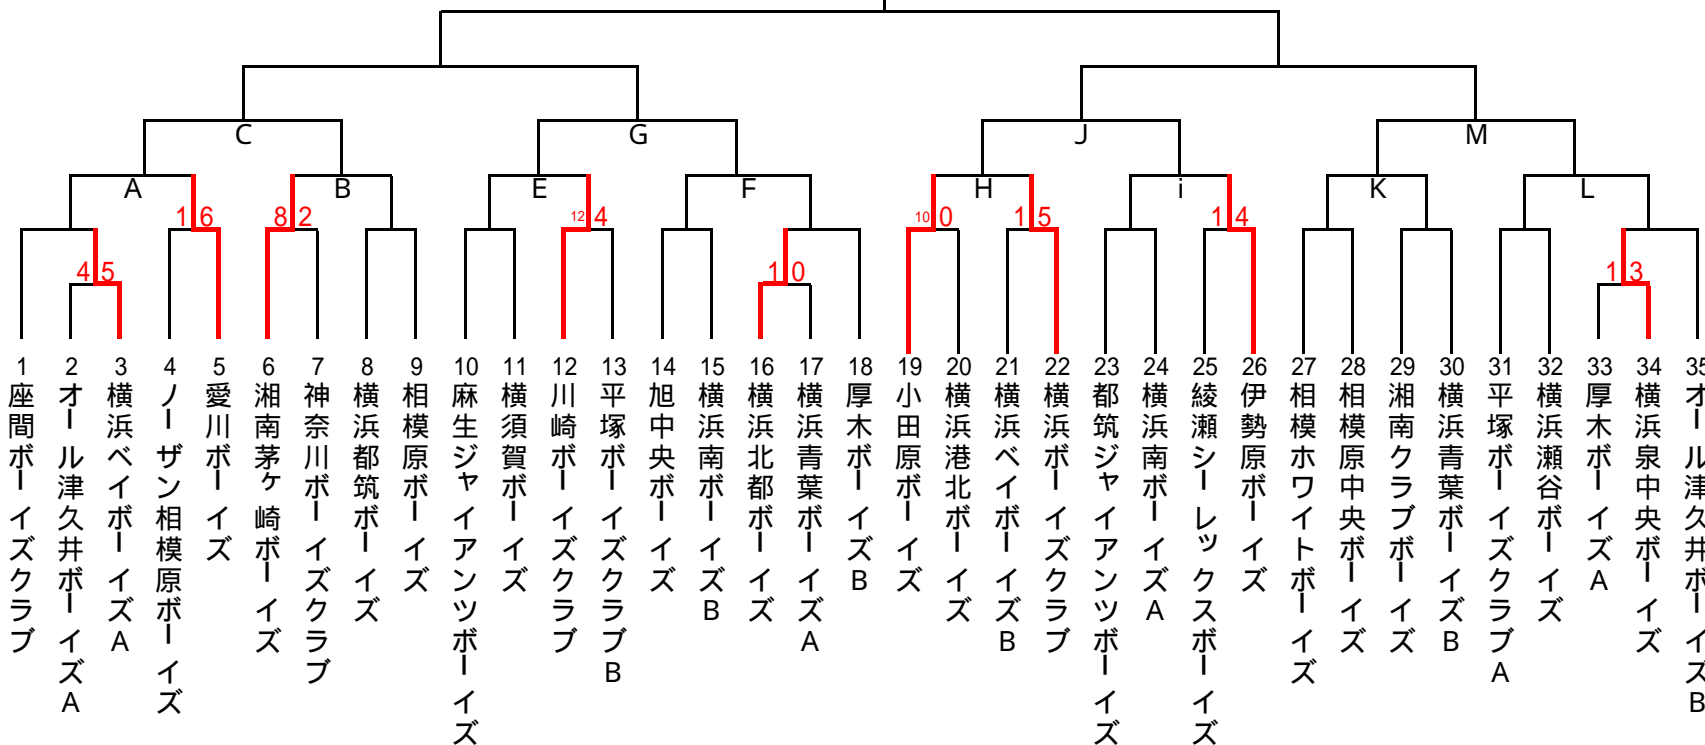 C
G
J
M
A
B
E
F
H
i
K
L
1 6
8 2
12 4
10 0
1 5
1 4
4 5
1 0
1 3
1 座間ボーイズクラブ
2 オール津久井ボーイズA
3 横浜ベイボーイズA
4 ノーザン相模原ボーイズ
5 愛川ボーイズ
6 湘南茅ヶ崎ボーイズ
7 神奈川ボーイズクラブ
8 横浜都筑ボーイズ
9 相模原ボーイズ
10 麻生ジャイアンツボーイズ
11 横須賀ボーイズ
12 川崎ボーイズクラブ
13 平塚ボーイズクラブB
14 旭中央ボーイズ
15 横浜南ボーイズB
16 横浜北都ボーイズ
17 横浜青葉ボーイズA
18 厚木ボーイズB
19 小田原ボーイズ
20 横浜港北ボーイズ
21 横浜ベイボーイズB
22 横浜ボーイズクラブ
23 都筑ジャイアンツボーイズ
24 横浜南ボーイズA
25 綾瀬シーレックスボーイズ
26 伊勢原ボーイズ
27 相模ホワイトボーイズ
28 相模原中央ボーイズ
29 湘南クラブボーイズ
30 横浜青葉ボーイズB
31 平塚ボーイズクラブA
32 横浜瀬谷ボーイズ
33 厚木ボーイズA
34 横浜泉中央ボーイズ
35 オール津久井ボーイズB